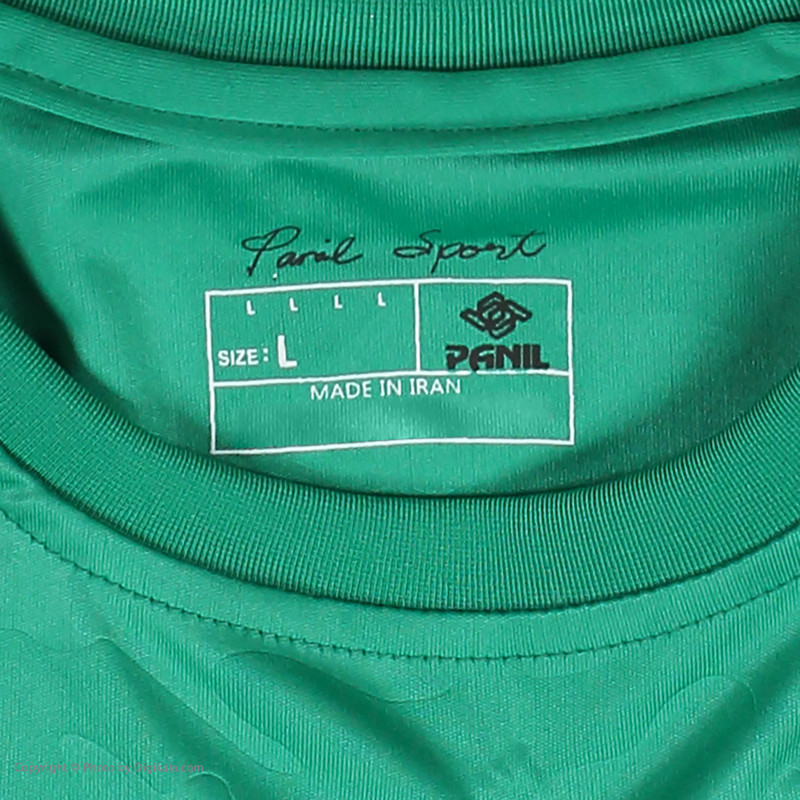 Panil Sport
L L L L
SIZE: L
PANIL
MADE IN IRAN